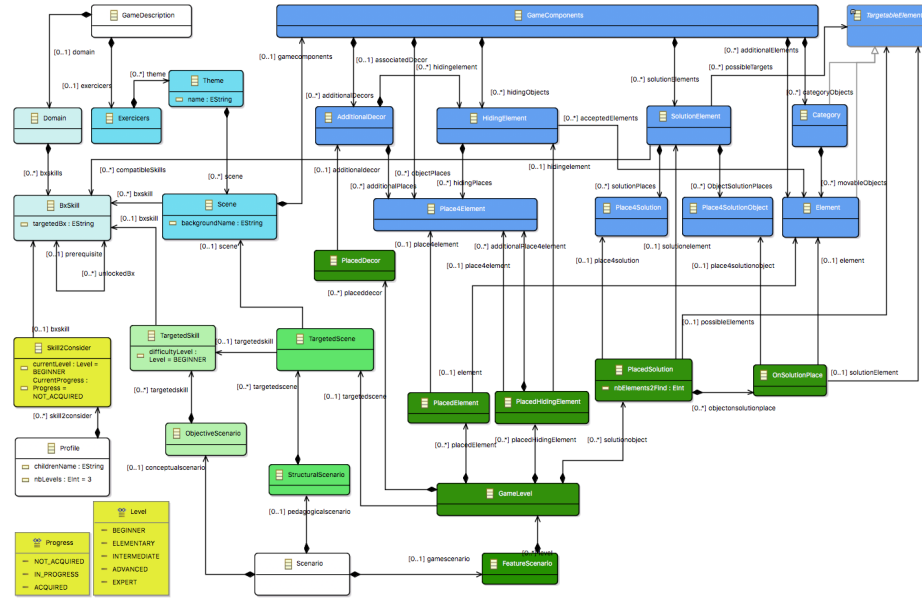 GameDescription
GameComponents
TargetableElement
[0..1] domain
[0..1] exercicers
[0..*] theme
Theme
name : EString
[0..1] gamecomponents
[0..1] associatedDecor
[0..*] hidingelement
[0..*] additionalDecors
[0..*] hidingObjects
[0..*] additionalElements
[0..*] possibleTargets
[0..*] solutionElements
[0..*] categoryObjects
Domain
Exercicers
AdditionalDecor
HidingElement
[0..*] acceptedElements
SolutionElement
Category
[0..*] bxskills
[0..*] compatibleSkills
[0..*] scene
[0..1] additionaldecor
[0..*] objectPlaces
[0..*] additionalPlaces
[0..*] hidingPlaces
[0..1] hidingelement
[0..*] solutionPlaces
[0..*] ObjectSolutionPlaces
[0..*] movableObjects
BxSkill
targetedBx : EString
[0..*] bxskill
[0..1] bxskill
Scene
backgroundName : EString
Place4Element
Place4Solution
Place4SolutionObject
Element
[0..1] prerequisite
[0..*] unlockedBx
[0..1] scene
PlacedDecor
[0..*] placeddecor
[0..1] place4element
[0..*] additionalPlace4element
[0..1] place4element
[0..1] solutionelement
[0..1] place4solution
[0..1] place4solutionobject
[0..1] element
[0..1] bxskill
[0..1] possibleElements
Skill2Consider
currentLevel : Level =
BEGINNER
CurrentProgress :
Progress =
NOT_ACQUIRED
TargetedSkill
difficultyLevel :
Level = BEGINNER
[0..1] targetedskill
TargetedScene
[0..*] targetedskill
[0..*] targetedscene
[0..1] targetedscene
[0..1] element
PlacedElement
PlacedHidingElement
PlacedSolution
nbElements2Find : EInt
OnSolutionPlace
[0..1] solutionElement
[0..*] objectonsolutionplace
[0..*] skill2consider
Profile
childrenName : EString
nbLevels : EInt = 3
ObjectiveScenario
[0..1] conceptualscenario
[0..*] placedElement
[0..*] placedHidingElement
[0..*] solutionobject
StructuralScenario
GameLevel
[0..1] pedagogicalscenario
Progress
NOT_ACQUIRED
IN_PROGRESS
ACQUIRED
Level
BEGINNER
ELEMENTARY
INTERMEDIATE
ADVANCED
EXPERT
Scenario
[0..1] gamescenario
[0..*] level
FeatureScenario